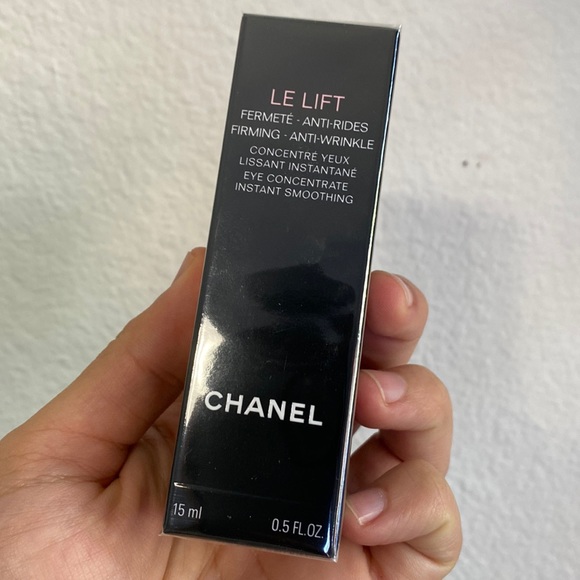 LE LIFT
FERMETÉ - ANTI-RIDES
FIRMING - ANTI-WRINKLE
CONCENTRÉ YEUX
LISSANT INSTANTANÉ
EYE CONCENTRATE
INSTANT SMOOTHING
CHANEL
15 ml 0.5 FL.OZ.